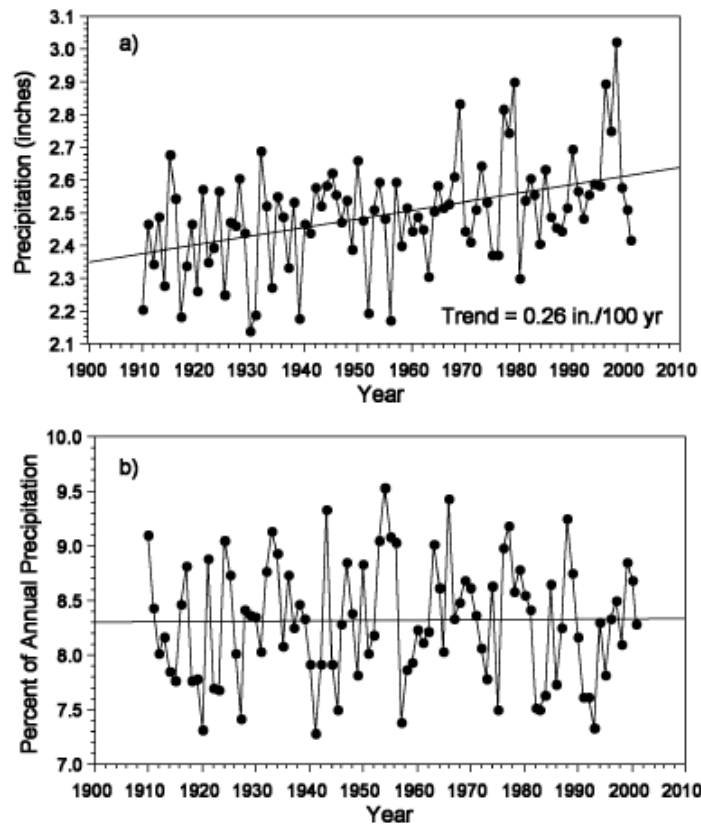 a)
Precipitation (inches)
3.1
3.0
2.9
2.8
2.7
2.6
2.5
2.4
2.3
2.2
2.1
Trend = 0.26 in./100 yr
1900 1910 1920 1930 1940 1950 1960 1970 1980 1990 2000 2010
Year
b)
Percent of Annual Precipitation
10.0
9.5
9.0
8.5
8.0
7.5
7.0
1900 1910 1920 1930 1940 1950 1960 1970 1980 1990 2000 2010
Year